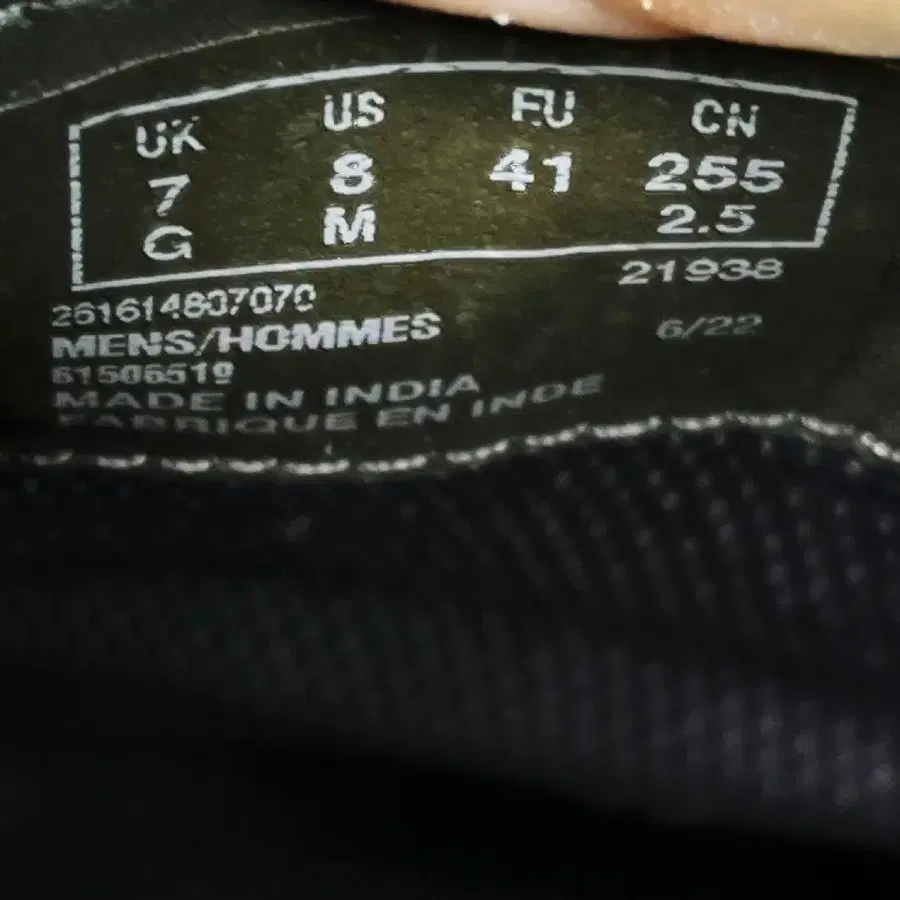 UK US EU CN
7 8 41 255
G M 2.5
261614807070 21938
MENS/HOMMES 6/22
61506519
MADE IN INDIA
FABRIQUE EN INDE